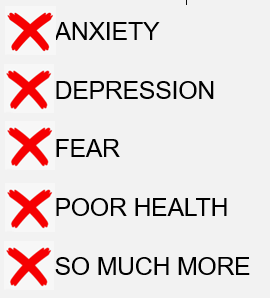 ANXIETY
DEPRESSION
FEAR
POOR HEALTH
SO MUCH MORE